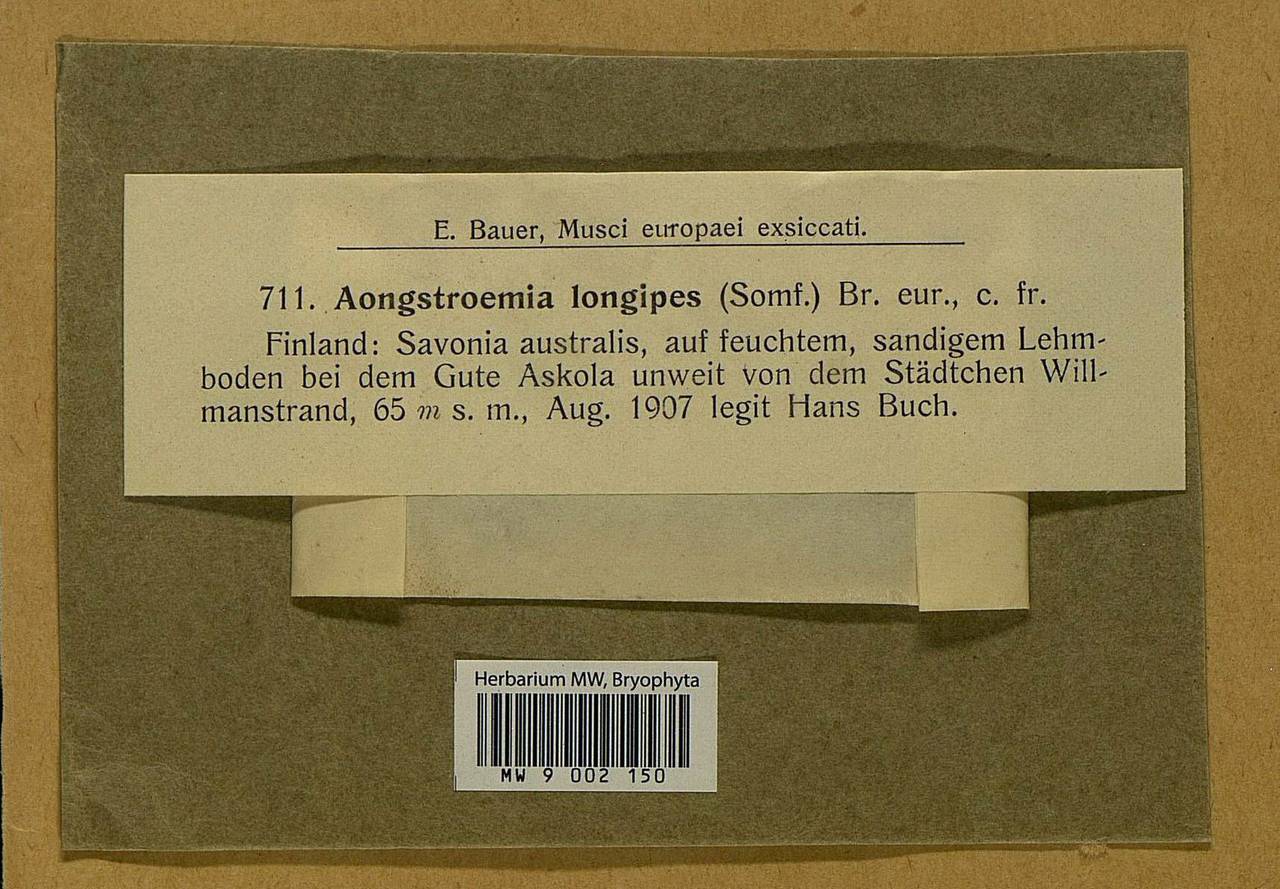 E. Bauer, Musci europaei exsiccati.
711. Aongstroemia longipes (Somf.) Br. eur., c. fr.
Finland: Savonia australis, auf feuchtem, sandigem Lehm-
boden bei dem Gute Askola unweit von dem Städtchen Will-
manstrand, 65 m s. m., Aug. 1907 legit Hans Buch.
Herbarium MW, Bryophyta
MW 9 002 150